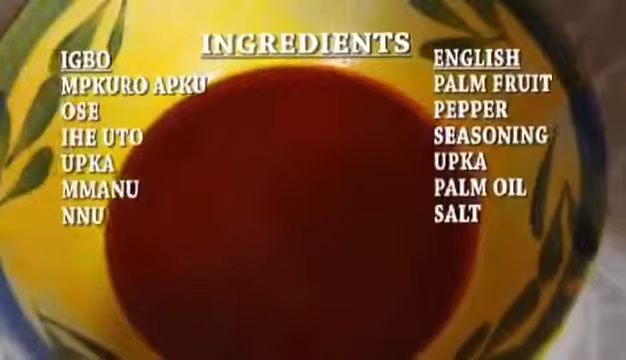 INGREDIENTS
IGBO
MPKURO APKU
OSE
IHE UTO
UPKA
MMANU
NNU
ENGLISH
PALM FRUIT
PEPPER
SEASONING
UPKA
PALM OIL
SALT